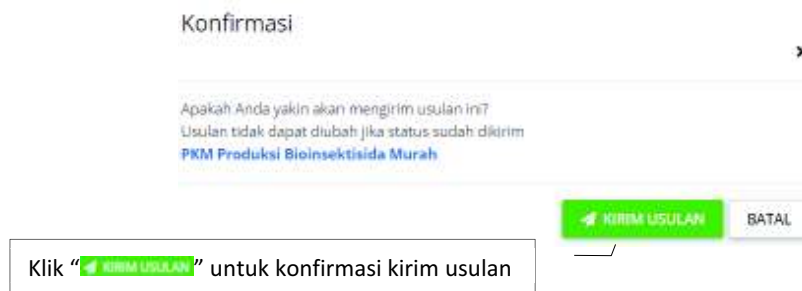 Konfirmasi
×
Apakah Anda yakin akan mengirim usulan ini?
Usulan tidak dapat diubah jika status sudah dikirim
PKM Produksi Bioinsektisida Murah
KIRIM USULAN
BATAL
Klik “KIRIM USULAN” untuk konfirmasi kirim usulan